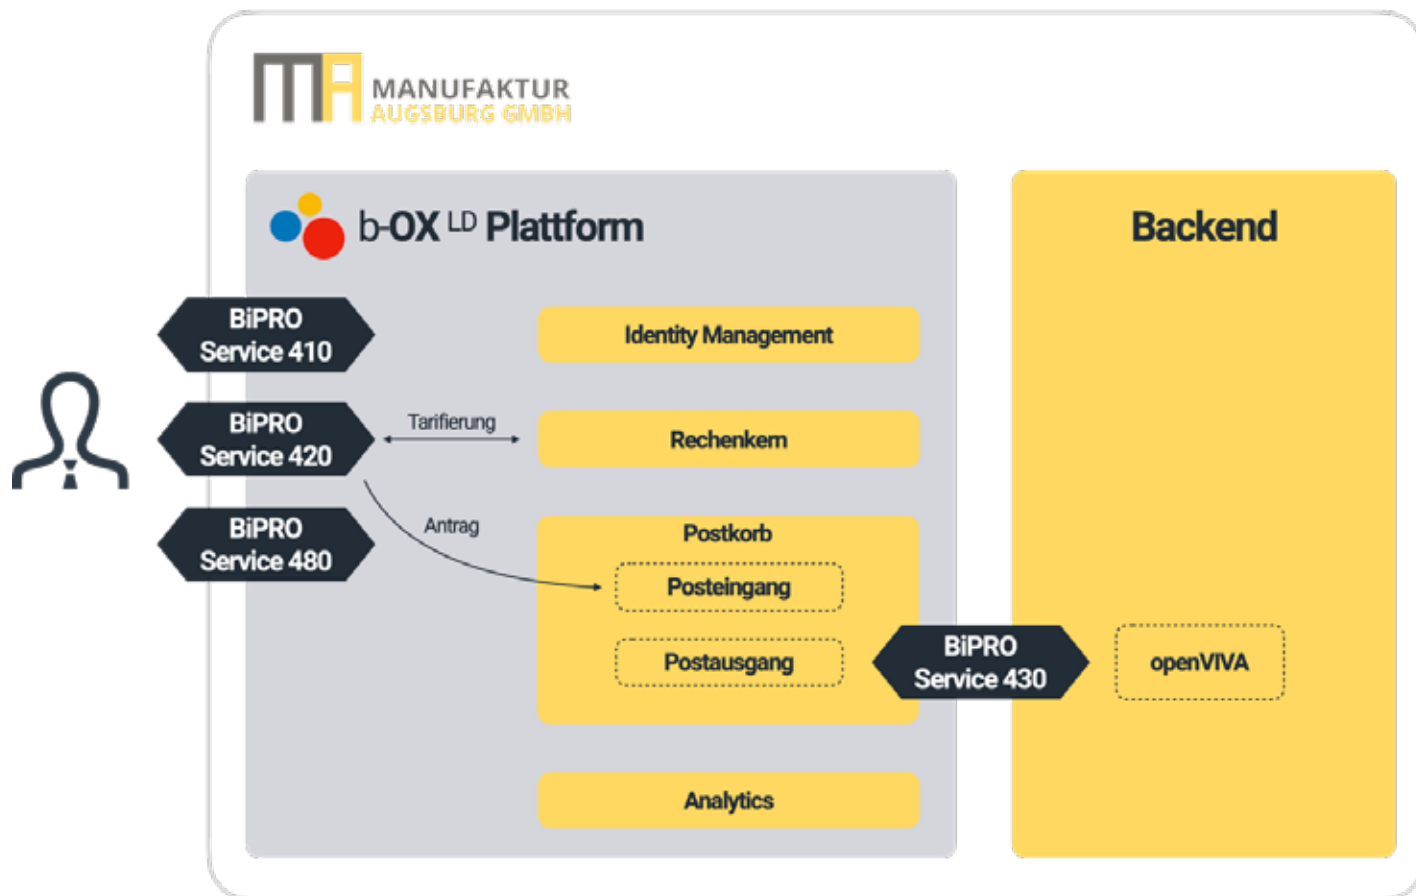 MANUFAKTUR
AUGSBURG GMBH
b-OX LD Plattform
Backend
BiPRO
Service 410
Identity Management
BiPRO
Service 420
Tarifierung
Rechenkern
BiPRO
Service 480
Antrag
Postkorb
Posteingang
Postausgang
BiPRO
Service 430
openVIVA
Analytics